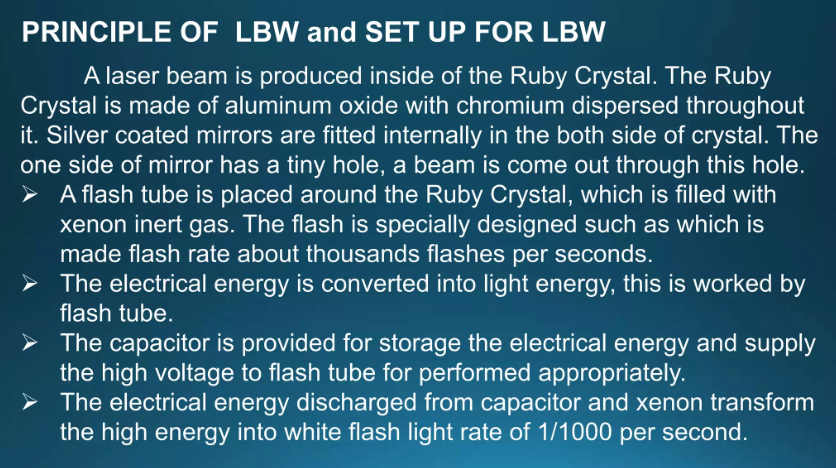 PRINCIPLE OF LBW and SET UP FOR LBW
A laser beam is produced inside of the Ruby Crystal. The Ruby
Crystal is made of aluminum oxide with chromium dispersed throughout
it. Silver coated mirrors are fitted internally in the both side of crystal. The
one side of mirror has a tiny hole, a beam is come out through this hole.
➢ A flash tube is placed around the Ruby Crystal, which is filled with
xenon inert gas. The flash is specially designed such as which is
made flash rate about thousands flashes per seconds.
➢ The electrical energy is converted into light energy, this is worked by
flash tube.
➢ The capacitor is provided for storage the electrical energy and supply
the high voltage to flash tube for performed appropriately.
➢ The electrical energy discharged from capacitor and xenon transform
the high energy into white flash light rate of 1/1000 per second.